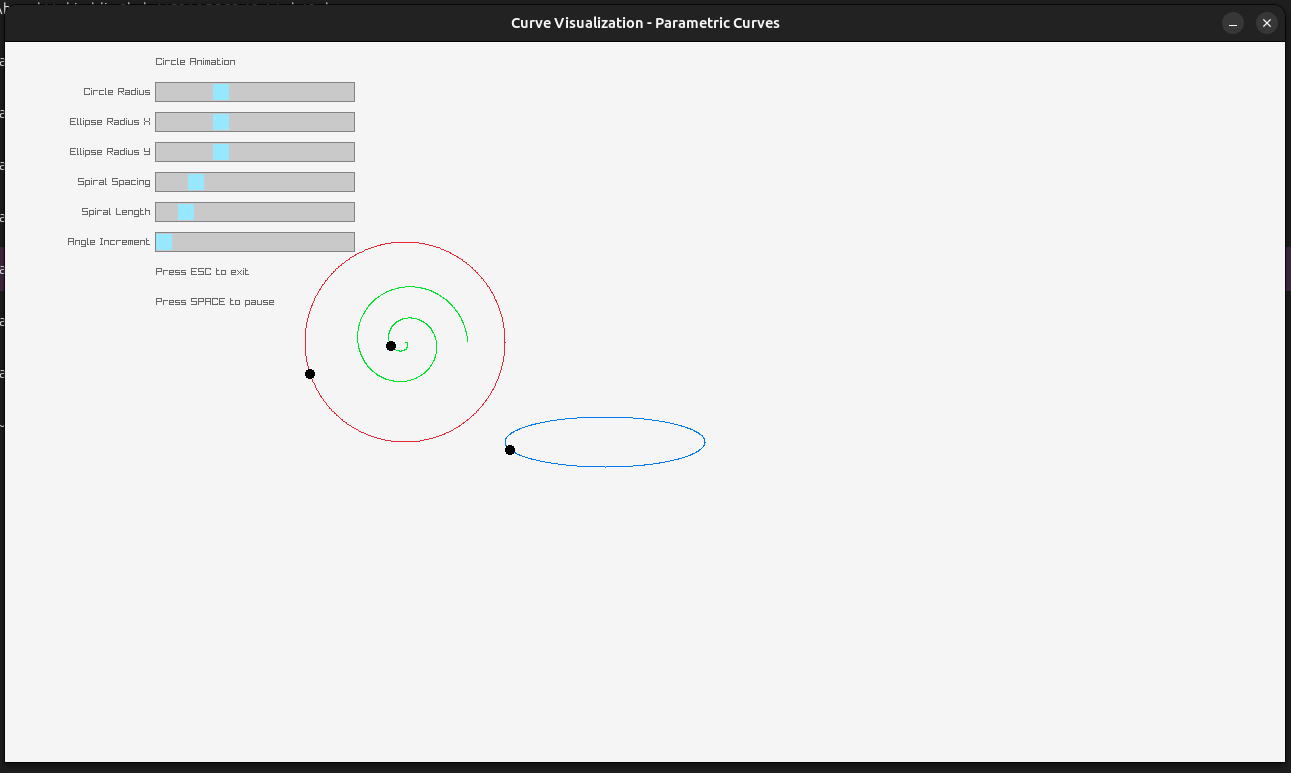 Curve Visualization - Parametric Curves
Circle Animation
Circle Radius
Ellipse Radius X
Ellipse Radius Y
Spiral Spacing
Spiral Length
Angle Increment
Press ESC to exit
Press SPACE to pause